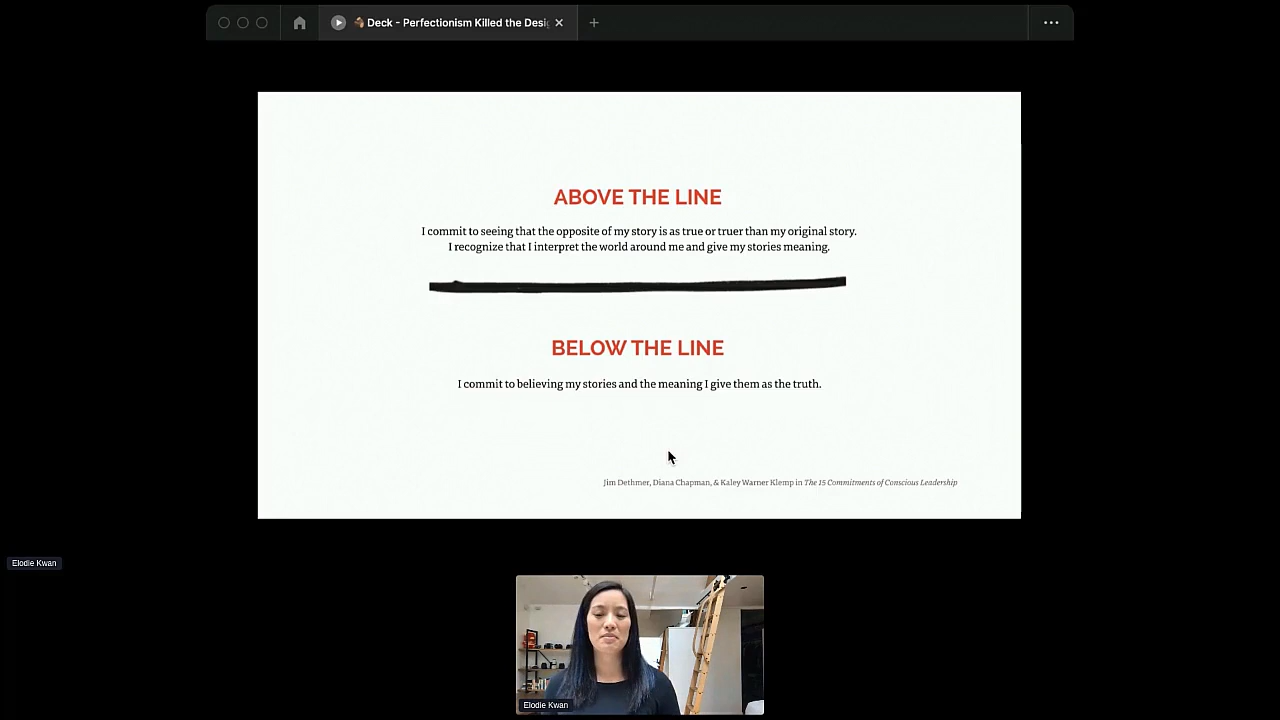 Deck - Perfectionism Killed the Desi
ABOVE THE LINE
I commit to seeing that the opposite of my story is as true or truer than my original story.
I recognize that I interpret the world around me and give my stories meaning.
BELOW THE LINE
I commit to believing my stories and the meaning I give them as the truth.
Jim Dethmer, Diana Chapman, & Kaley Warner Klemp in The 15 Commitments of Conscious Leadership
Elodie Kwan
Elodie Kwan